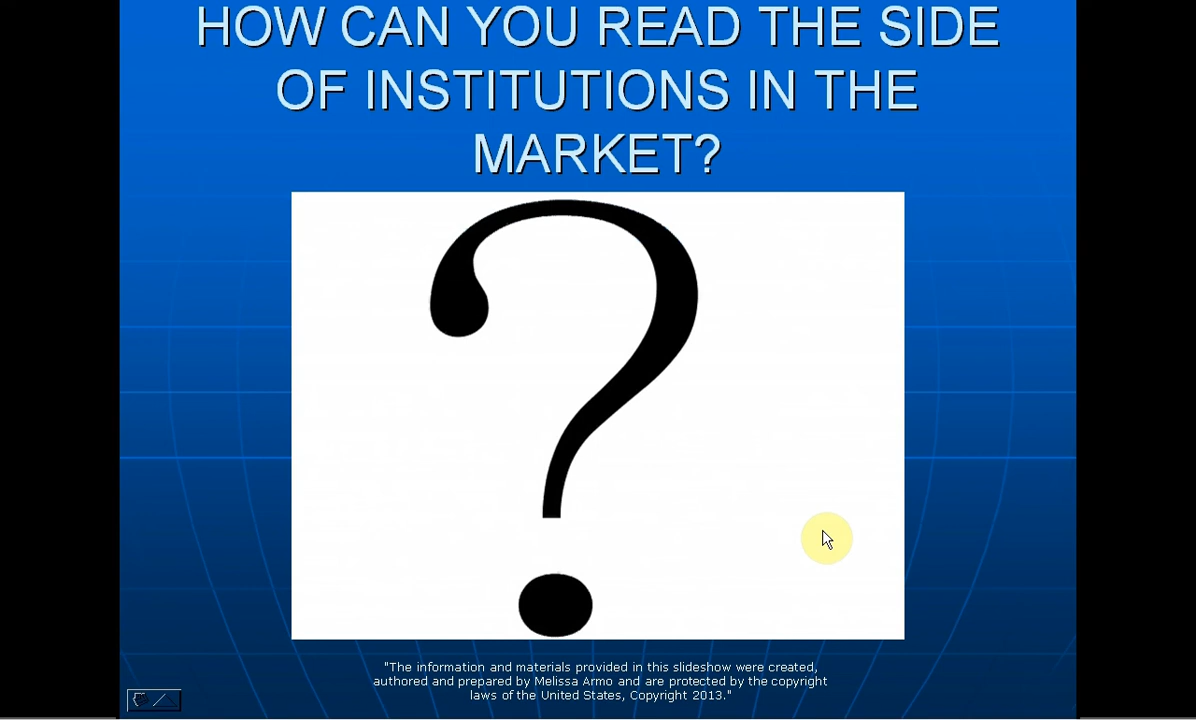 HOW CAN YOU READ THE SIDE
OF INSTITUTIONS IN THE
MARKET?
?
"The information and materials provided in this slideshow were created,
authored and prepared by Melissa Armo and are protected by the copyright
laws of the United States, Copyright 2013."